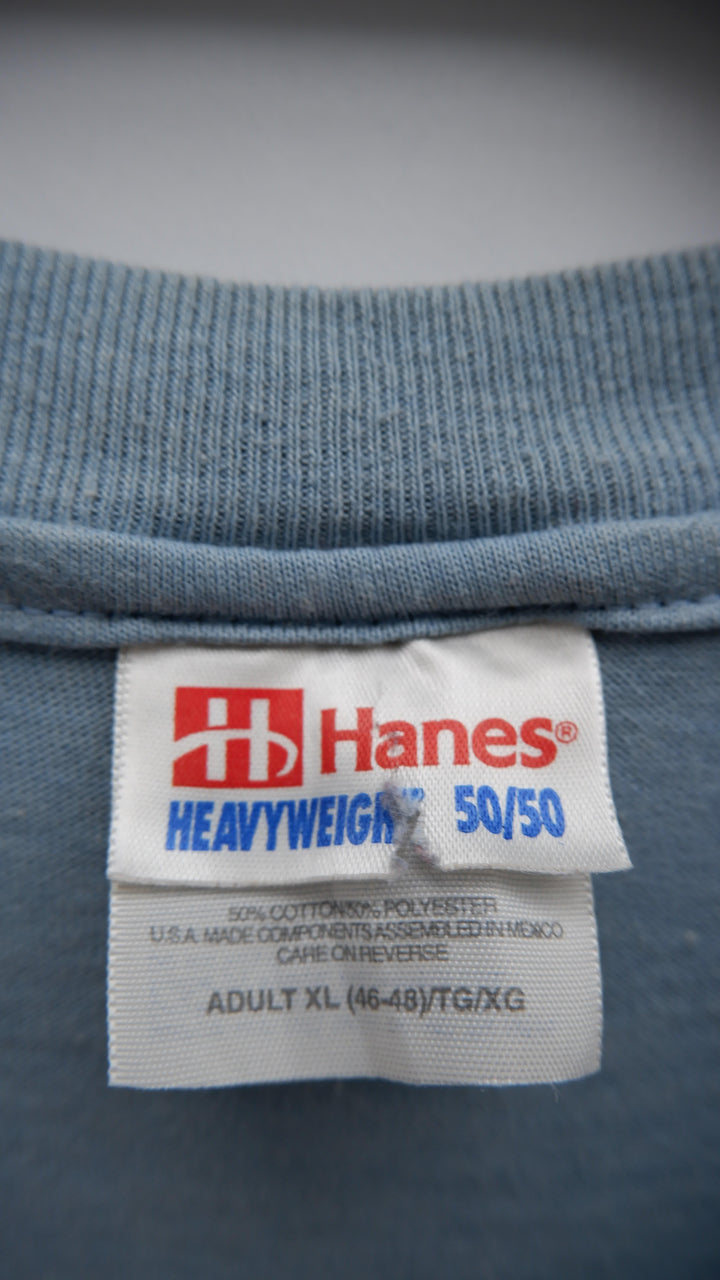 H Hanes®
HEAVYWEIGHT 50/50
50% COTTON 50% POLYESTER
U.S.A. MADE COMPONENTS ASSEMBLED IN MEXICO
CARE ON REVERSE
ADULT XL (46-48)/TG/XG